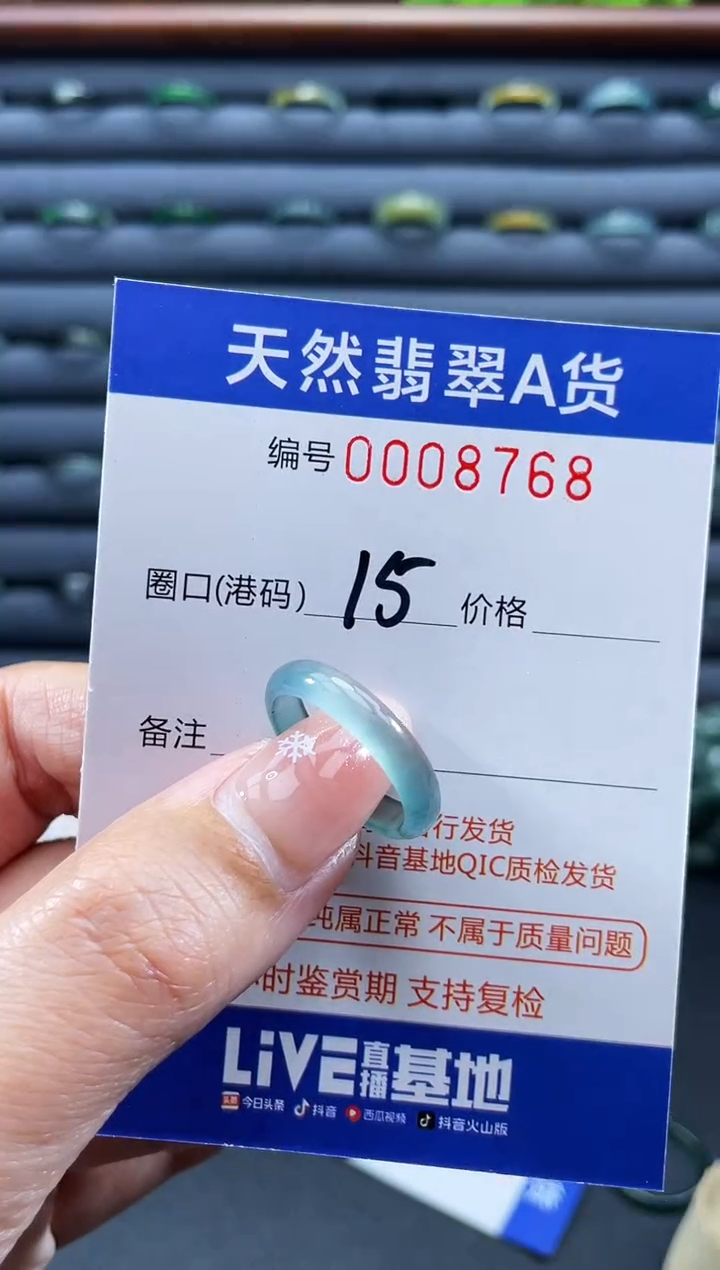 天然翡翠A货
编号 0008768
圈口(港码) 15 价格
备注
行发货
抖音基地QIC质检发货
纯属正常 不属于质量问题
时鉴赏期 支持复检
LiVE直播基地
头条 今日头条 抖音 西瓜视频 抖音火山版